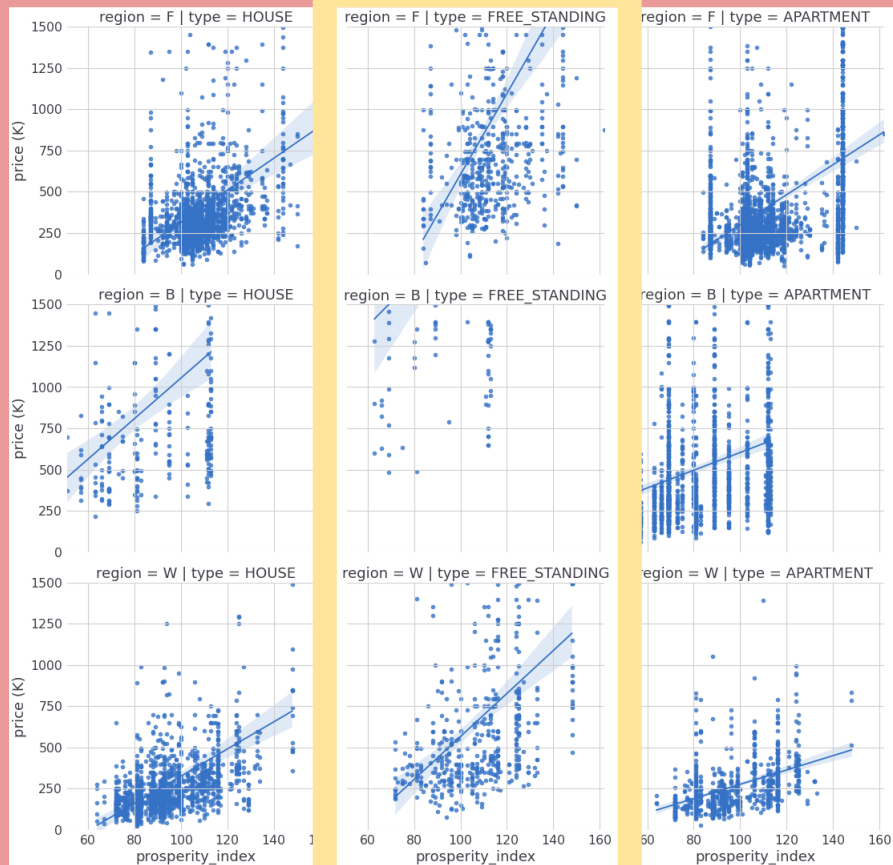 region = F | type = HOUSE
region = F | type = FREE_STANDING
region = F | type = APARTMENT
price (K)
1500
1250
1000
750
500
250
0
region = B | type = HOUSE
region = B | type = FREE_STANDING
region = B | type = APARTMENT
price (K)
1500
1250
1000
750
500
250
0
region = W | type = HOUSE
region = W | type = FREE_STANDING
region = W | type = APARTMENT
price (K)
1500
1250
1000
750
500
250
0
60 80 100 120 140 1
80 100 120 140 160
80 100 120 140 160
prosperity_index
prosperity_index
prosperity_index